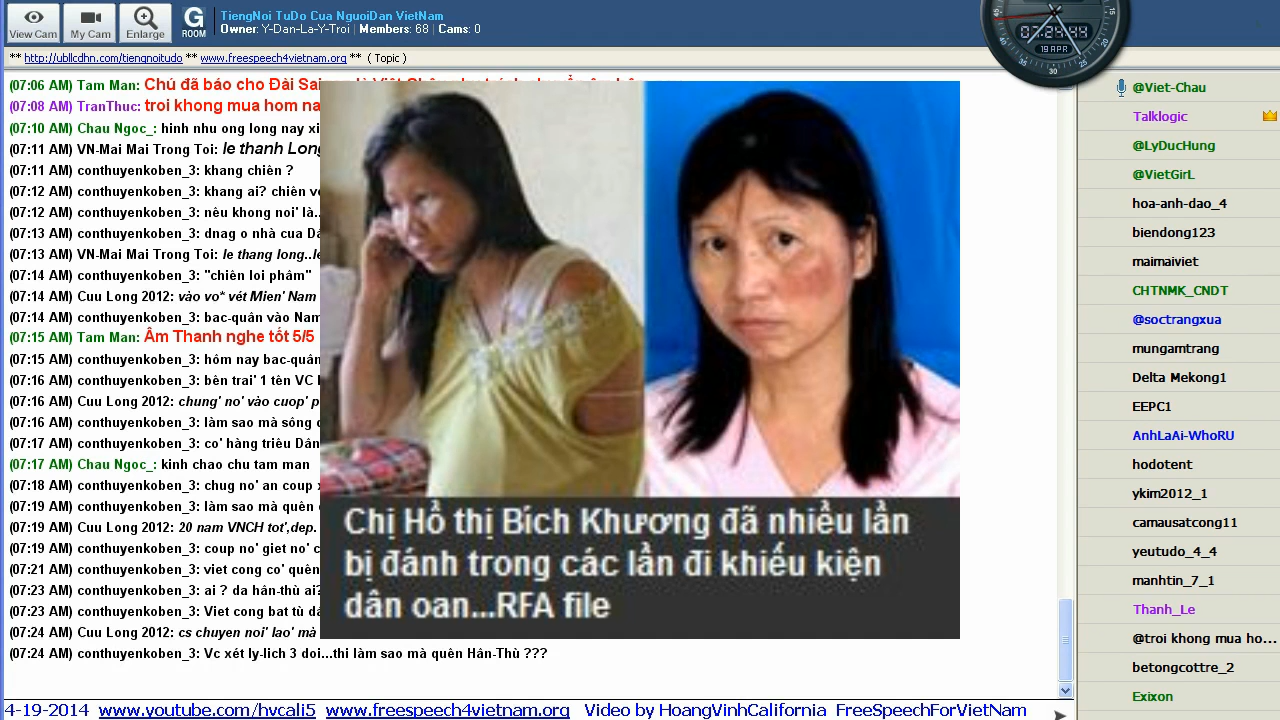 View Cam My Cam Enlarge G ROOM
TiengNoi TuDo Cua NguoiDan VietNam
Owner: Y-Dan-La-Y-Troi | Members: 68 | Cams: 0
** http://ubllcdhn.com/tiengnoitudo ** www.freespeech4vietnam.org ** ( Topic )
07:24:44
19 APR
(07:06 AM) Tam Man: Chú đã báo cho Đài
(07:08 AM) TranThuc: troi khong mua hom na
(07:10 AM) Chau Ngoc_: hinh nhu ong long nay xi
(07:11 AM) VN-Mai Mai Trong Toi: le thanh Long
(07:11 AM) conthuyenkoben_3: khang chiên ?
(07:12 AM) conthuyenkoben_3: khang ai? chiên vo
(07:12 AM) conthuyenkoben_3: nêu khong noi' là..
(07:13 AM) conthuyenkoben_3: dnag o nhà cua Dâ
(07:13 AM) VN-Mai Mai Trong Toi: le thang long..le
(07:14 AM) conthuyenkoben_3: "chiên loi phâm"
(07:14 AM) Cuu Long 2012: vào vo* vét Mien' Nam
(07:14 AM) conthuyenkoben_3: bac-quân vào Nam
(07:15 AM) Tam Man: Âm Thanh nghe tốt 5/5
(07:15 AM) conthuyenkoben_3: hóm nay bac-quân
(07:16 AM) conthuyenkoben_3: bên trai' 1 tên VC
(07:16 AM) Cuu Long 2012: chung' no' vào cuop' p
(07:16 AM) conthuyenkoben_3: làm sao mà sông
(07:17 AM) conthuyenkoben_3: co' hàng triêu Dân
(07:17 AM) Chau Ngoc_: kinh chao chu tam man
(07:18 AM) conthuyenkoben_3: chug no' an coup
(07:19 AM) conthuyenkoben_3: làm sao mà quên
(07:19 AM) Cuu Long 2012: 20 nam VNCH tot',dep.
(07:19 AM) conthuyenkoben_3: coup no' giet no' c
(07:21 AM) conthuyenkoben_3: viet cong co' quên
(07:23 AM) conthuyenkoben_3: ai ? da hân-thù ai?
(07:23 AM) conthuyenkoben_3: Viet cong bat tù dâ
(07:24 AM) Cuu Long 2012: cs chuyen noi' lao' mà
(07:24 AM) conthuyenkoben_3: Vc xét ly-lich 3 doi...thi làm sao mà quên Hân-Thù ???
Chị Hồ thị Bích Khương đã nhiều lần
bị đánh trong các lần đi khiếu kiện
dân oan...RFA file
@Viet-Chau
Talklogic
@LyDucHung
@VietGirL
hoa-anh-dao_4
biendong123
maimaiviet
CHTNMK_CNDT
@soctrangxua
mungamtrang
Delta Mekong1
EEPC1
AnhLaAi-WhoRU
hodotent
ykim2012_1
camausatcong11
yeutudo_4_4
manhtin_7_1
Thanh_Le
@troi khong mua ho...
betongcottre_2
Exixon
4-19-2014 www.youtube.com/hvcali5 www.freespeech4vietnam.org Video by HoangVinhCalifornia FreeSpeechForVietNam